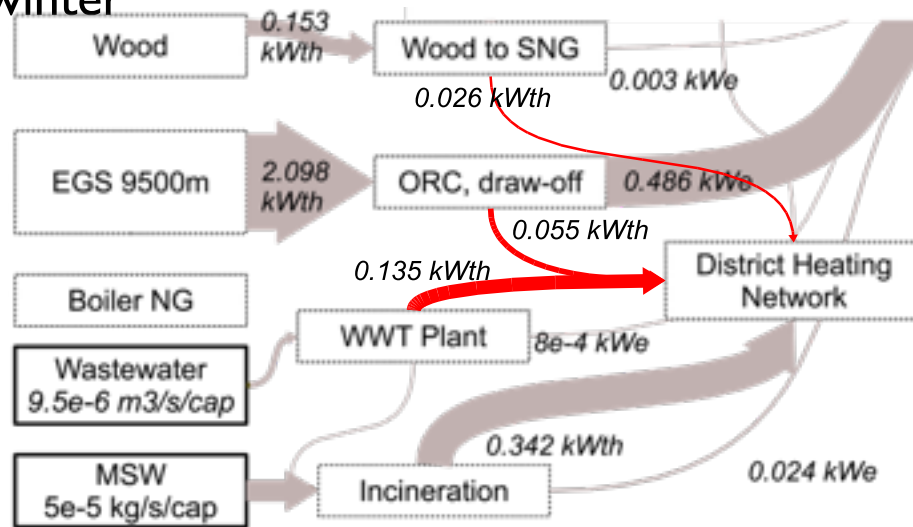 winter
Wood
0.153
kWth
Wood to SNG
0.003 kWe
0.026 kWth
EGS 9500m
2.098
kWth
ORC, draw-off
0.486 kWe
0.055 kWth
0.135 kWth
District Heating
Network
Boiler NG
WWT Plant
8e-4 kWe
Wastewater
9.5e-6 m3/s/cap
0.342 kWth
MSW
5e-5 kg/s/cap
Incineration
0.024 kWe